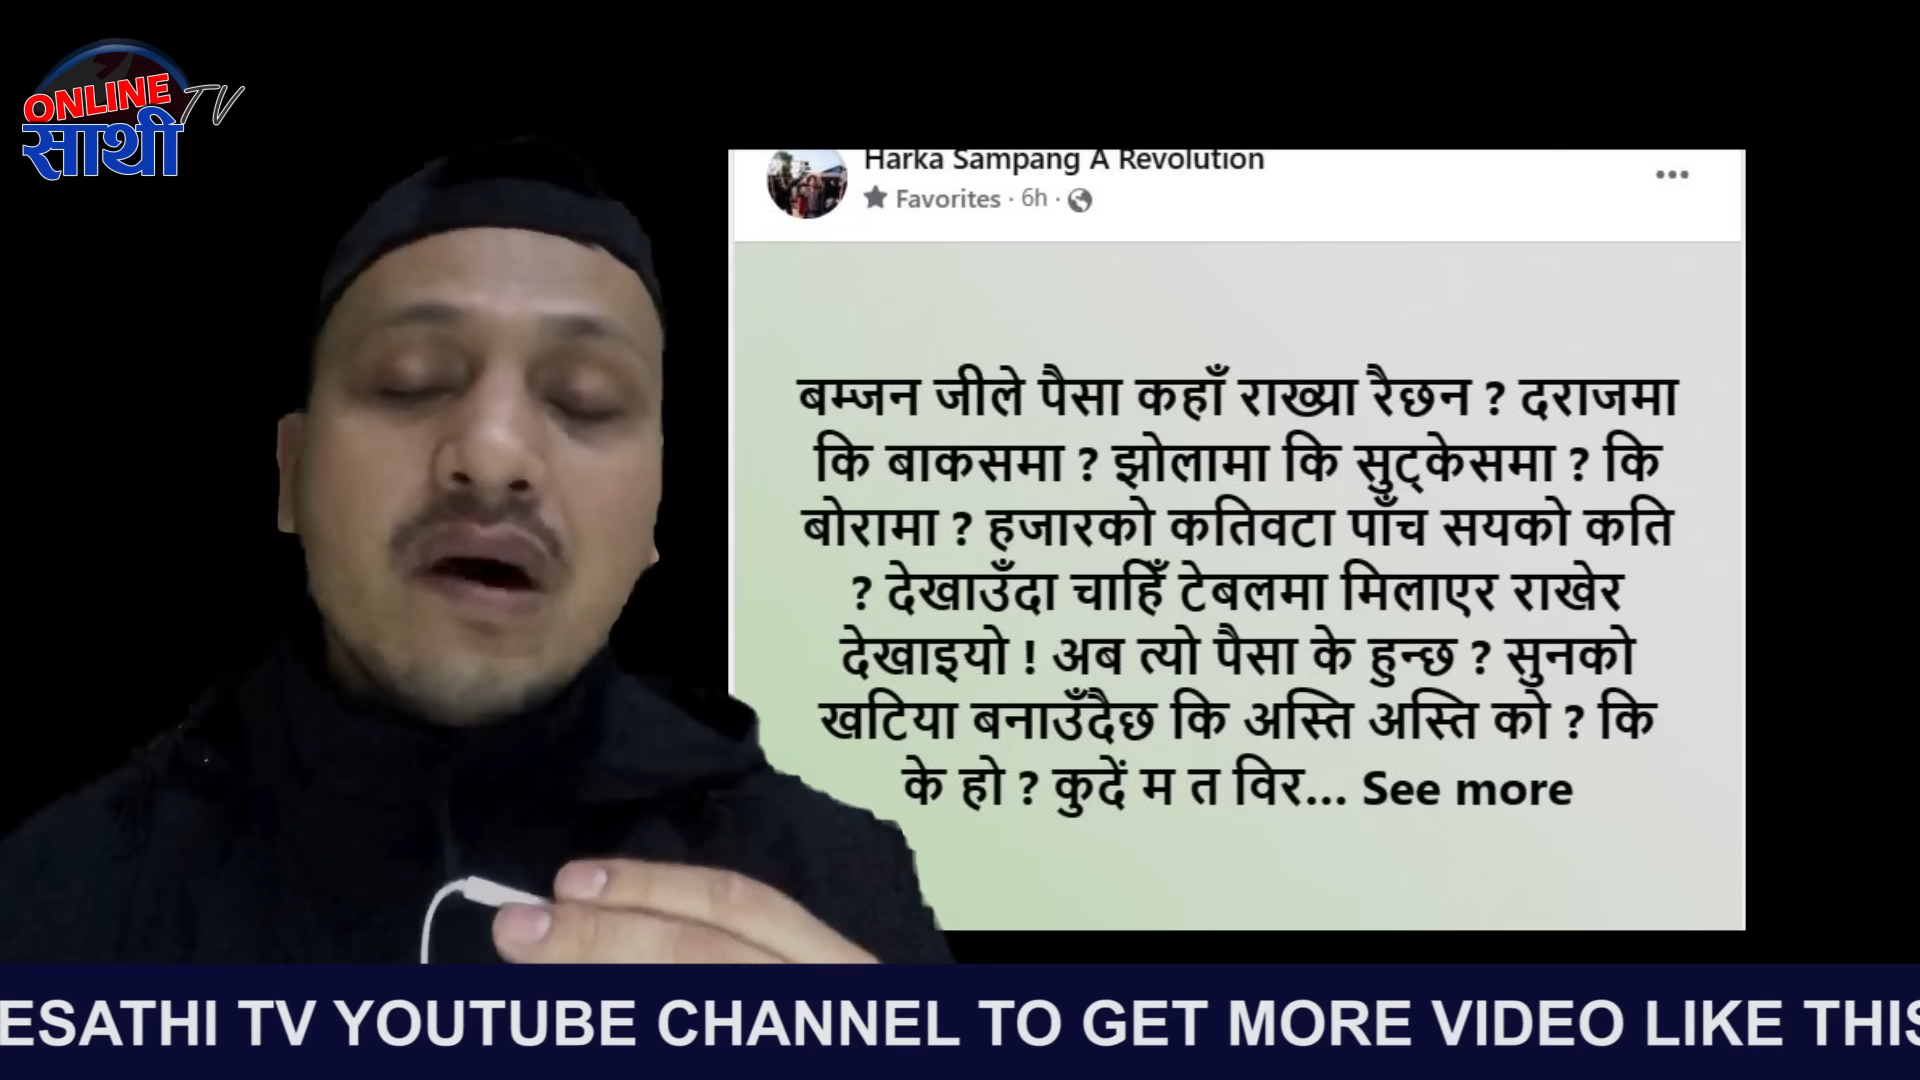 ONLINE TV
साथी
Harka Sampang A Revolution
Favorites · 6h ·
बम्जन जीले पैसा कहाँ राख्या रैछन ? दराजमा
कि बाकसमा ? झोलामा कि सुट्केसमा ? कि
बोरामा ? हजारको कतिवटा पाँच सयको कति
? देखाउँदा चाहिँ टेबलमा मिलाएर राखेर
देखाइयो ! अब त्यो पैसा के हुन्छ ? सुनको
खटिया बनाउँदैछ कि अस्ति अस्ति को ? कि
के हो ? कुदें म त विर... See more
ESATHI TV YOUTUBE CHANNEL TO GET MORE VIDEO LIKE THIS